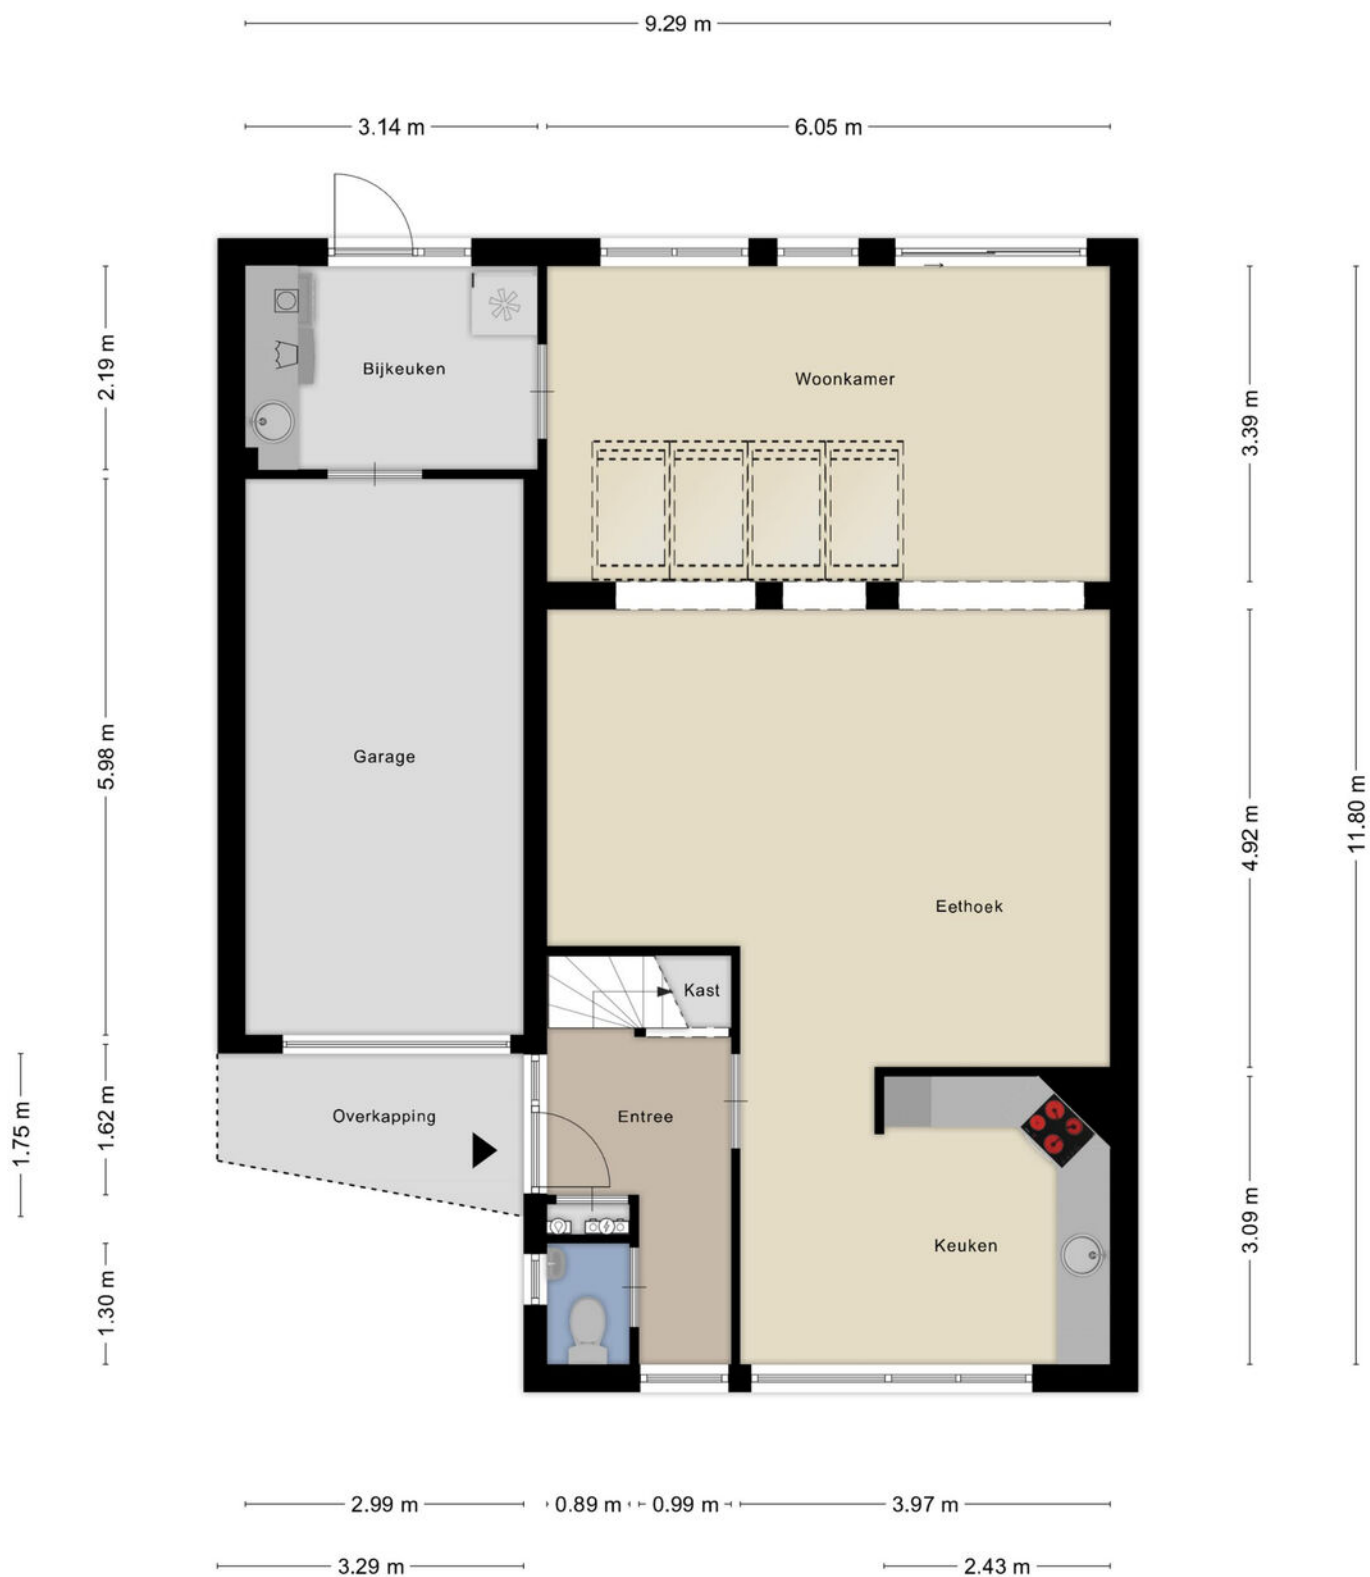 9.29 m
3.14 m
6.05 m
2.19 m
Bijkeuken
Woonkamer
3.39 m
5.98 m
Garage
11.80 m
4.92 m
Eethoek
Kast
1.75 m
1.62 m
Overkapping
Entree
3.09 m
Keuken
1.30 m
2.99 m
0.89 m
0.99 m
3.97 m
3.29 m
2.43 m